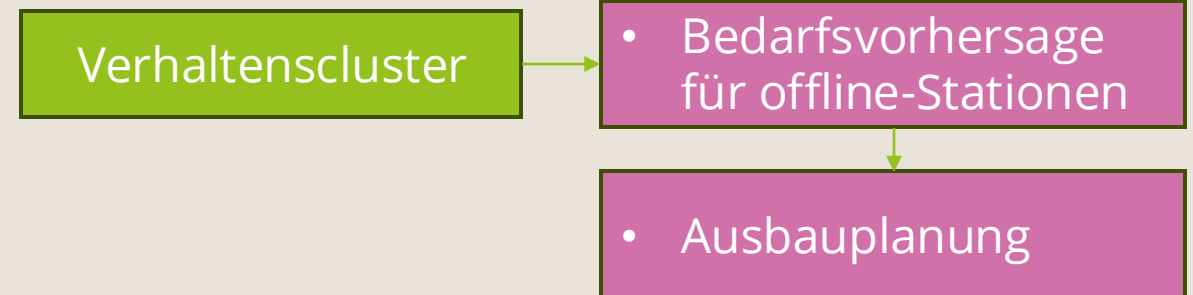 Verhaltenscluster
• Bedarfsvorhersage
für offline-Stationen
• Ausbauplanung